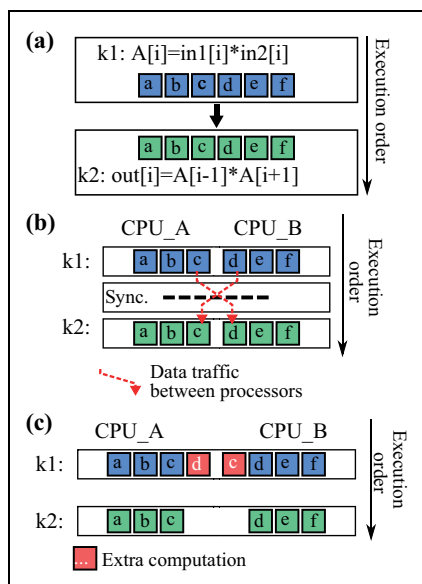 (a)
k1: A[i]=in1[i]*in2[i]
a b c d e f
a b c d e f
k2: out[i]=A[i-1]*A[i+1]
Execution order
(b)
CPU_A CPU_B
k1: a b c d e f
Sync.
k2: a b c d e f
Execution
order
Data traffic
between processors
(c)
CPU_A CPU_B
k1: a b c d c d e f
k2: a b c d e f
Execution
order
... Extra computation